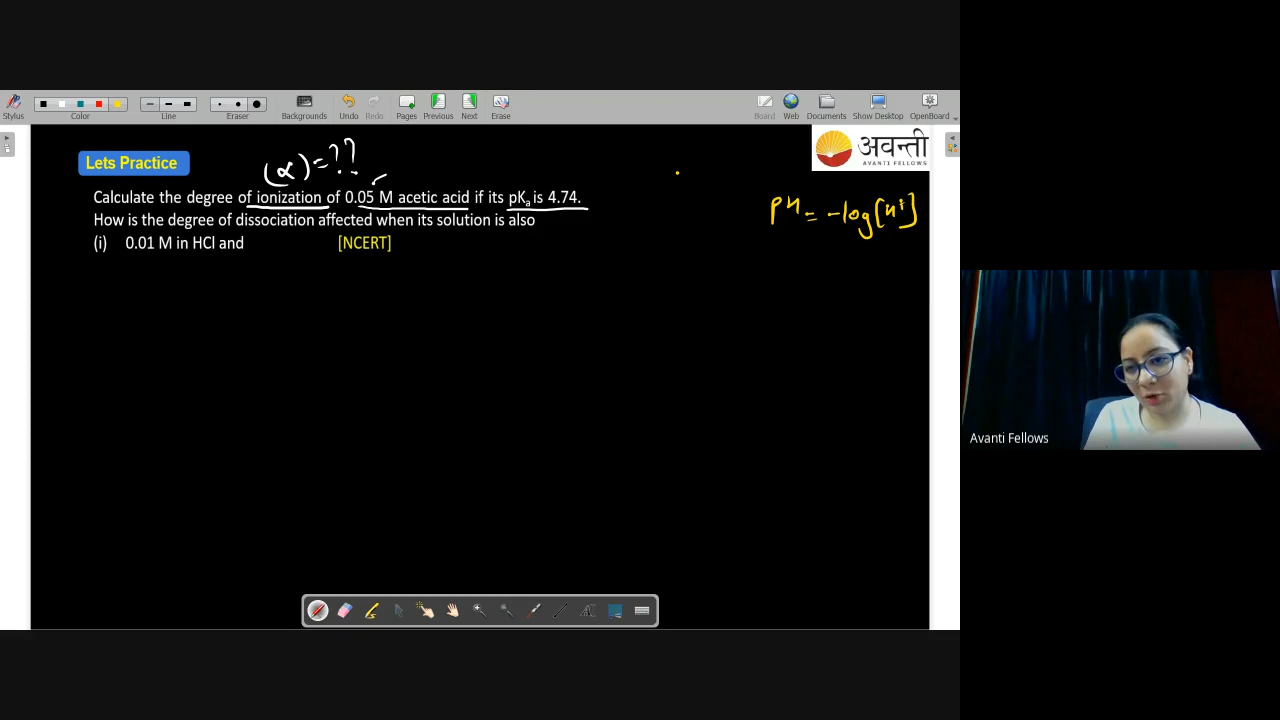 Stylus
Color
Line
Eraser
Backgrounds
Undo
Redo
Pages
Previous
Next
Erase
Board
Web
Documents
Show Desktop
OpenBoard
अवन्ती
AVANTI FELLOWS
Lets Practice
(α) = ??
Calculate the degree of ionization of 0.05 M acetic acid if its pKa is 4.74.
How is the degree of dissociation affected when its solution is also
(i) 0.01 M in HCl and [NCERT]
PH = -log[H+]
Avanti Fellows